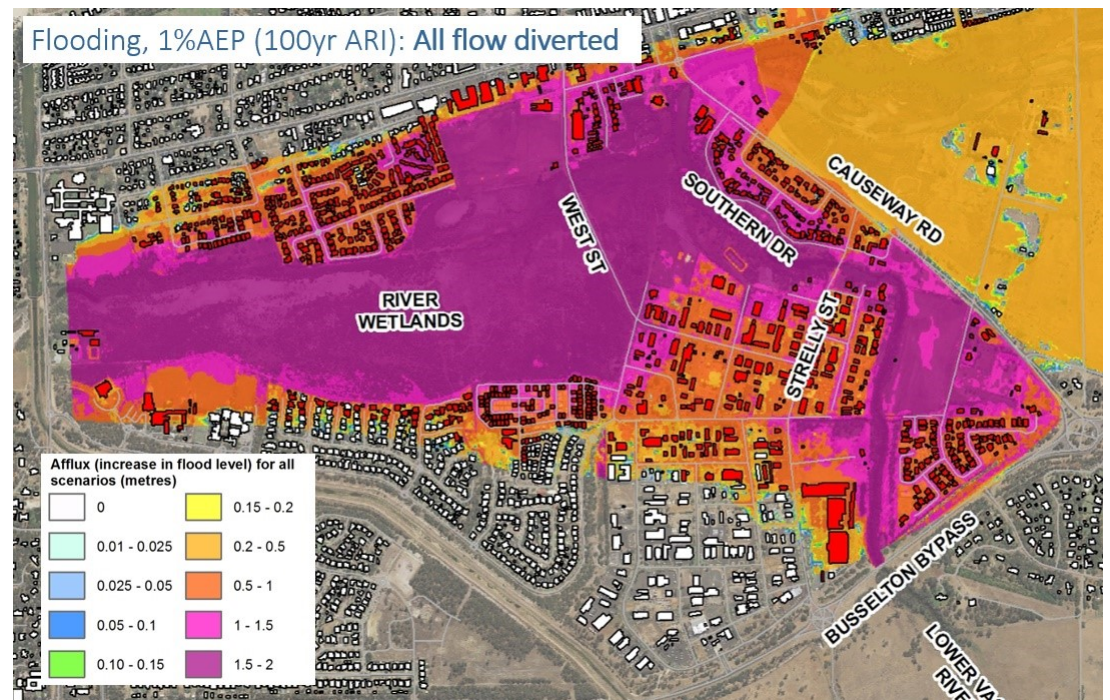 Flooding, 1%AEP (100yr ARI): All flow diverted
CAUSEWAY RD
SOUTHERN DR
WEST ST
RIVER
WETLANDS
STRELLY ST
Afflux (increase in flood level) for all
scenarios (metres)
0
0.15 - 0.2
0.01 - 0.025
0.2 - 0.5
0.025 - 0.05
0.5 - 1
0.05 - 0.1
1 - 1.5
0.10 - 0.15
1.5 - 2
BUSSELTON BYPASS
LOWER